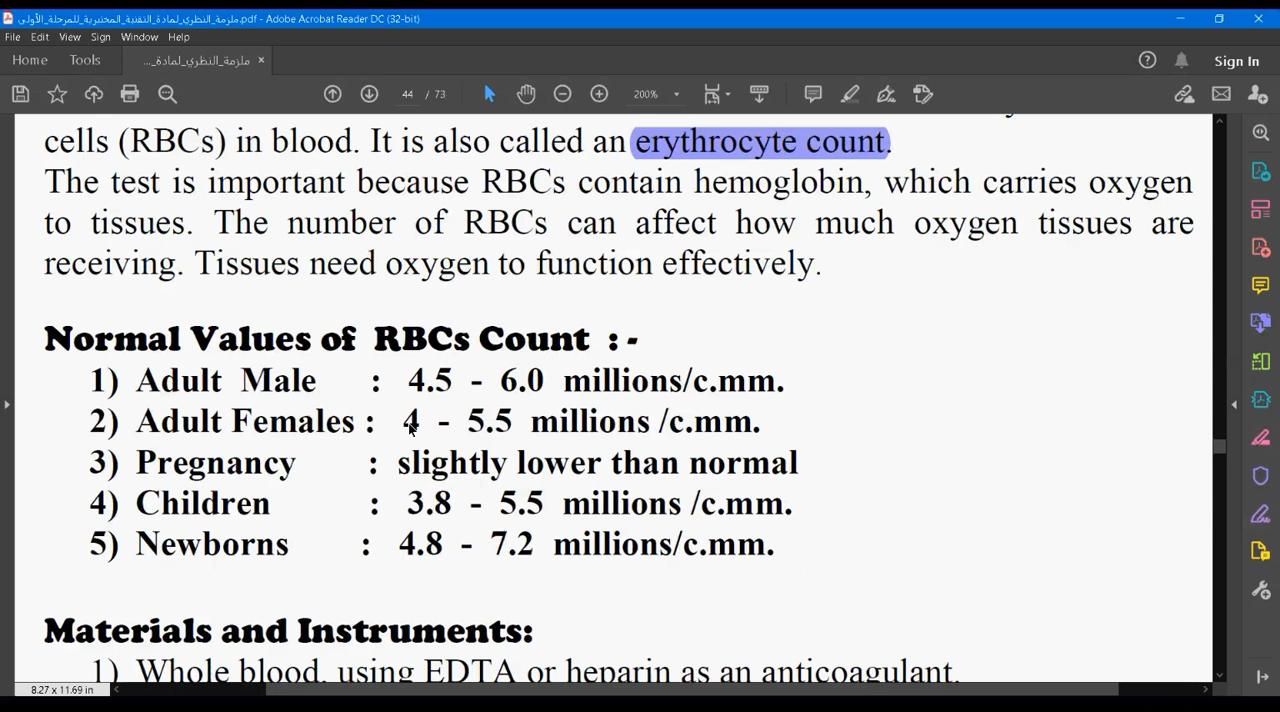 ملزمة_النظري_لمادة_التقنية_المختبرية_للمرحلة_الأولى.pdf - Adobe Acrobat Reader DC (32-bit)
File Edit View Sign Window Help
Home Tools ملزمة_النظري_لمادة_... × Sign In
44 / 73 200%
cells (RBCs) in blood. It is also called an erythrocyte count.
The test is important because RBCs contain hemoglobin, which carries oxygen
to tissues. The number of RBCs can affect how much oxygen tissues are
receiving. Tissues need oxygen to function effectively.
Normal Values of RBCs Count : -
1) Adult Male : 4.5 - 6.0 millions/c.mm.
2) Adult Females : 4 - 5.5 millions /c.mm.
3) Pregnancy : slightly lower than normal
4) Children : 3.8 - 5.5 millions /c.mm.
5) Newborns : 4.8 - 7.2 millions/c.mm.
Materials and Instruments:
1) Whole blood, using EDTA or heparin as an anticoagulant.
8.27 x 11.69 in